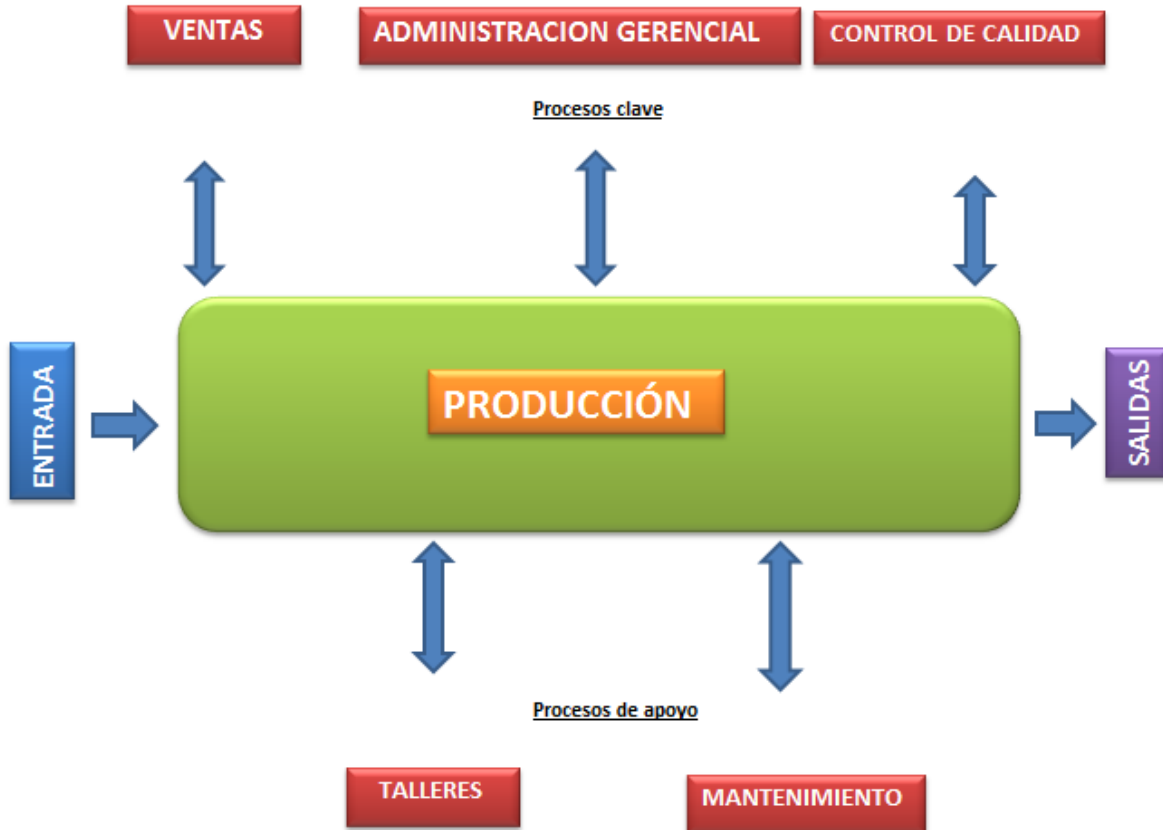 VENTAS
ADMINISTRACION GERENCIAL
CONTROL DE CALIDAD
Procesos clave
ENTRADA
PRODUCCIÓN
SALIDAS
Procesos de apoyo
TALLERES
MANTENIMIENTO